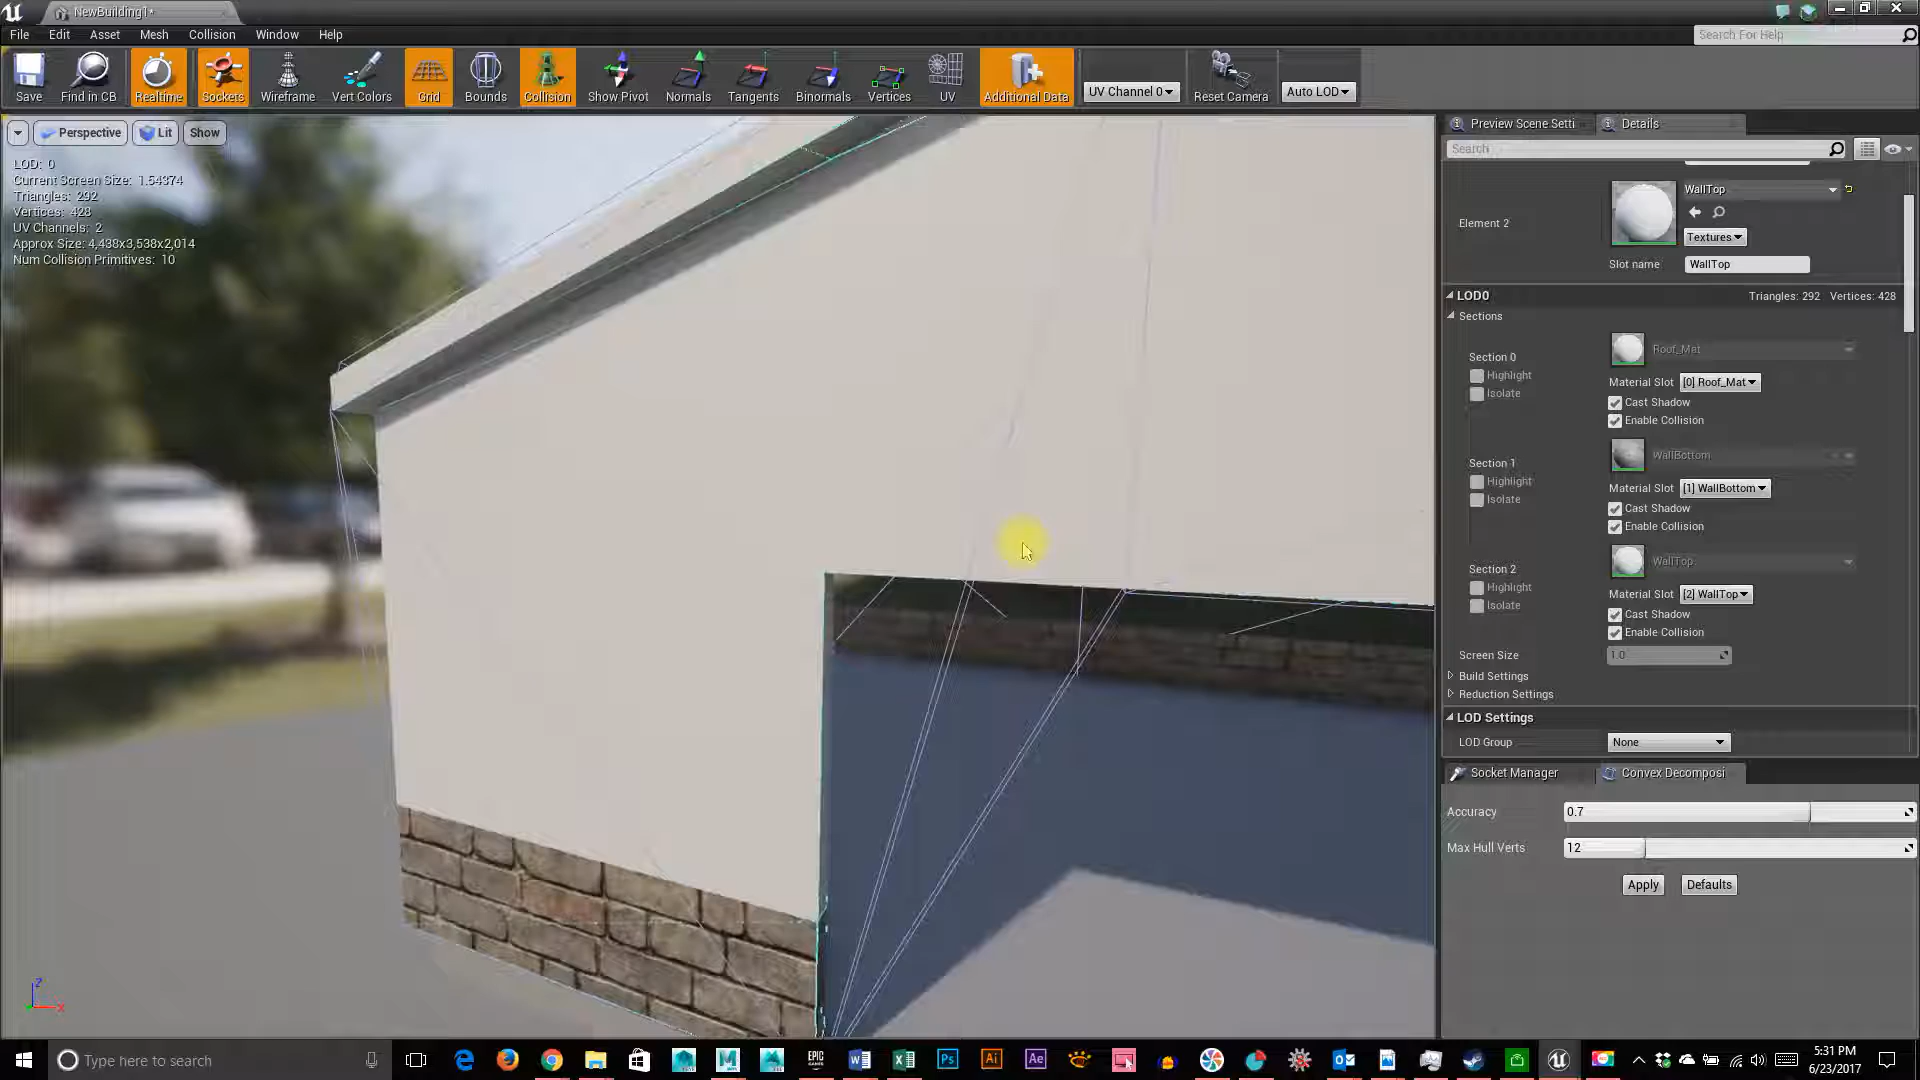 NewBuilding1*
File Edit Asset Mesh Collision Window Help
Search For Help
Save Find in CB Realtime Sockets Wireframe Vert Colors Grid Bounds Collision Show Pivot Normals Tangents Binormals Vertices UV Additional Data UV Channel 0 Reset Camera Auto LOD
Perspective Lit Show
LOD: 0
Current Screen Size: 1.54374
Triangles: 292
Vertices: 428
UV Channels: 2
Approx Size: 4,438x3,538x2,014
Num Collision Primitives: 10
Z
X
Preview Scene Setti Details
Search
Element 2
WallTop
Textures
Slot name WallTop
LOD0 Triangles: 292 Vertices: 428
Sections
Section 0
Highlight
Isolate
Roof_Mat
Material Slot [0] Roof_Mat
Cast Shadow
Enable Collision
Section 1
Highlight
Isolate
WallBottom
Material Slot [1] WallBottom
Cast Shadow
Enable Collision
Section 2
Highlight
Isolate
WallTop
Material Slot [2] WallTop
Cast Shadow
Enable Collision
Screen Size 1.0
Build Settings
Reduction Settings
LOD Settings
LOD Group None
Socket Manager Convex Decomposi
Accuracy 0.7
Max Hull Verts 12
Apply Defaults
Type here to search
EPIC GAMES
Ps
Ai
Ae
5:31 PM
6/23/2017